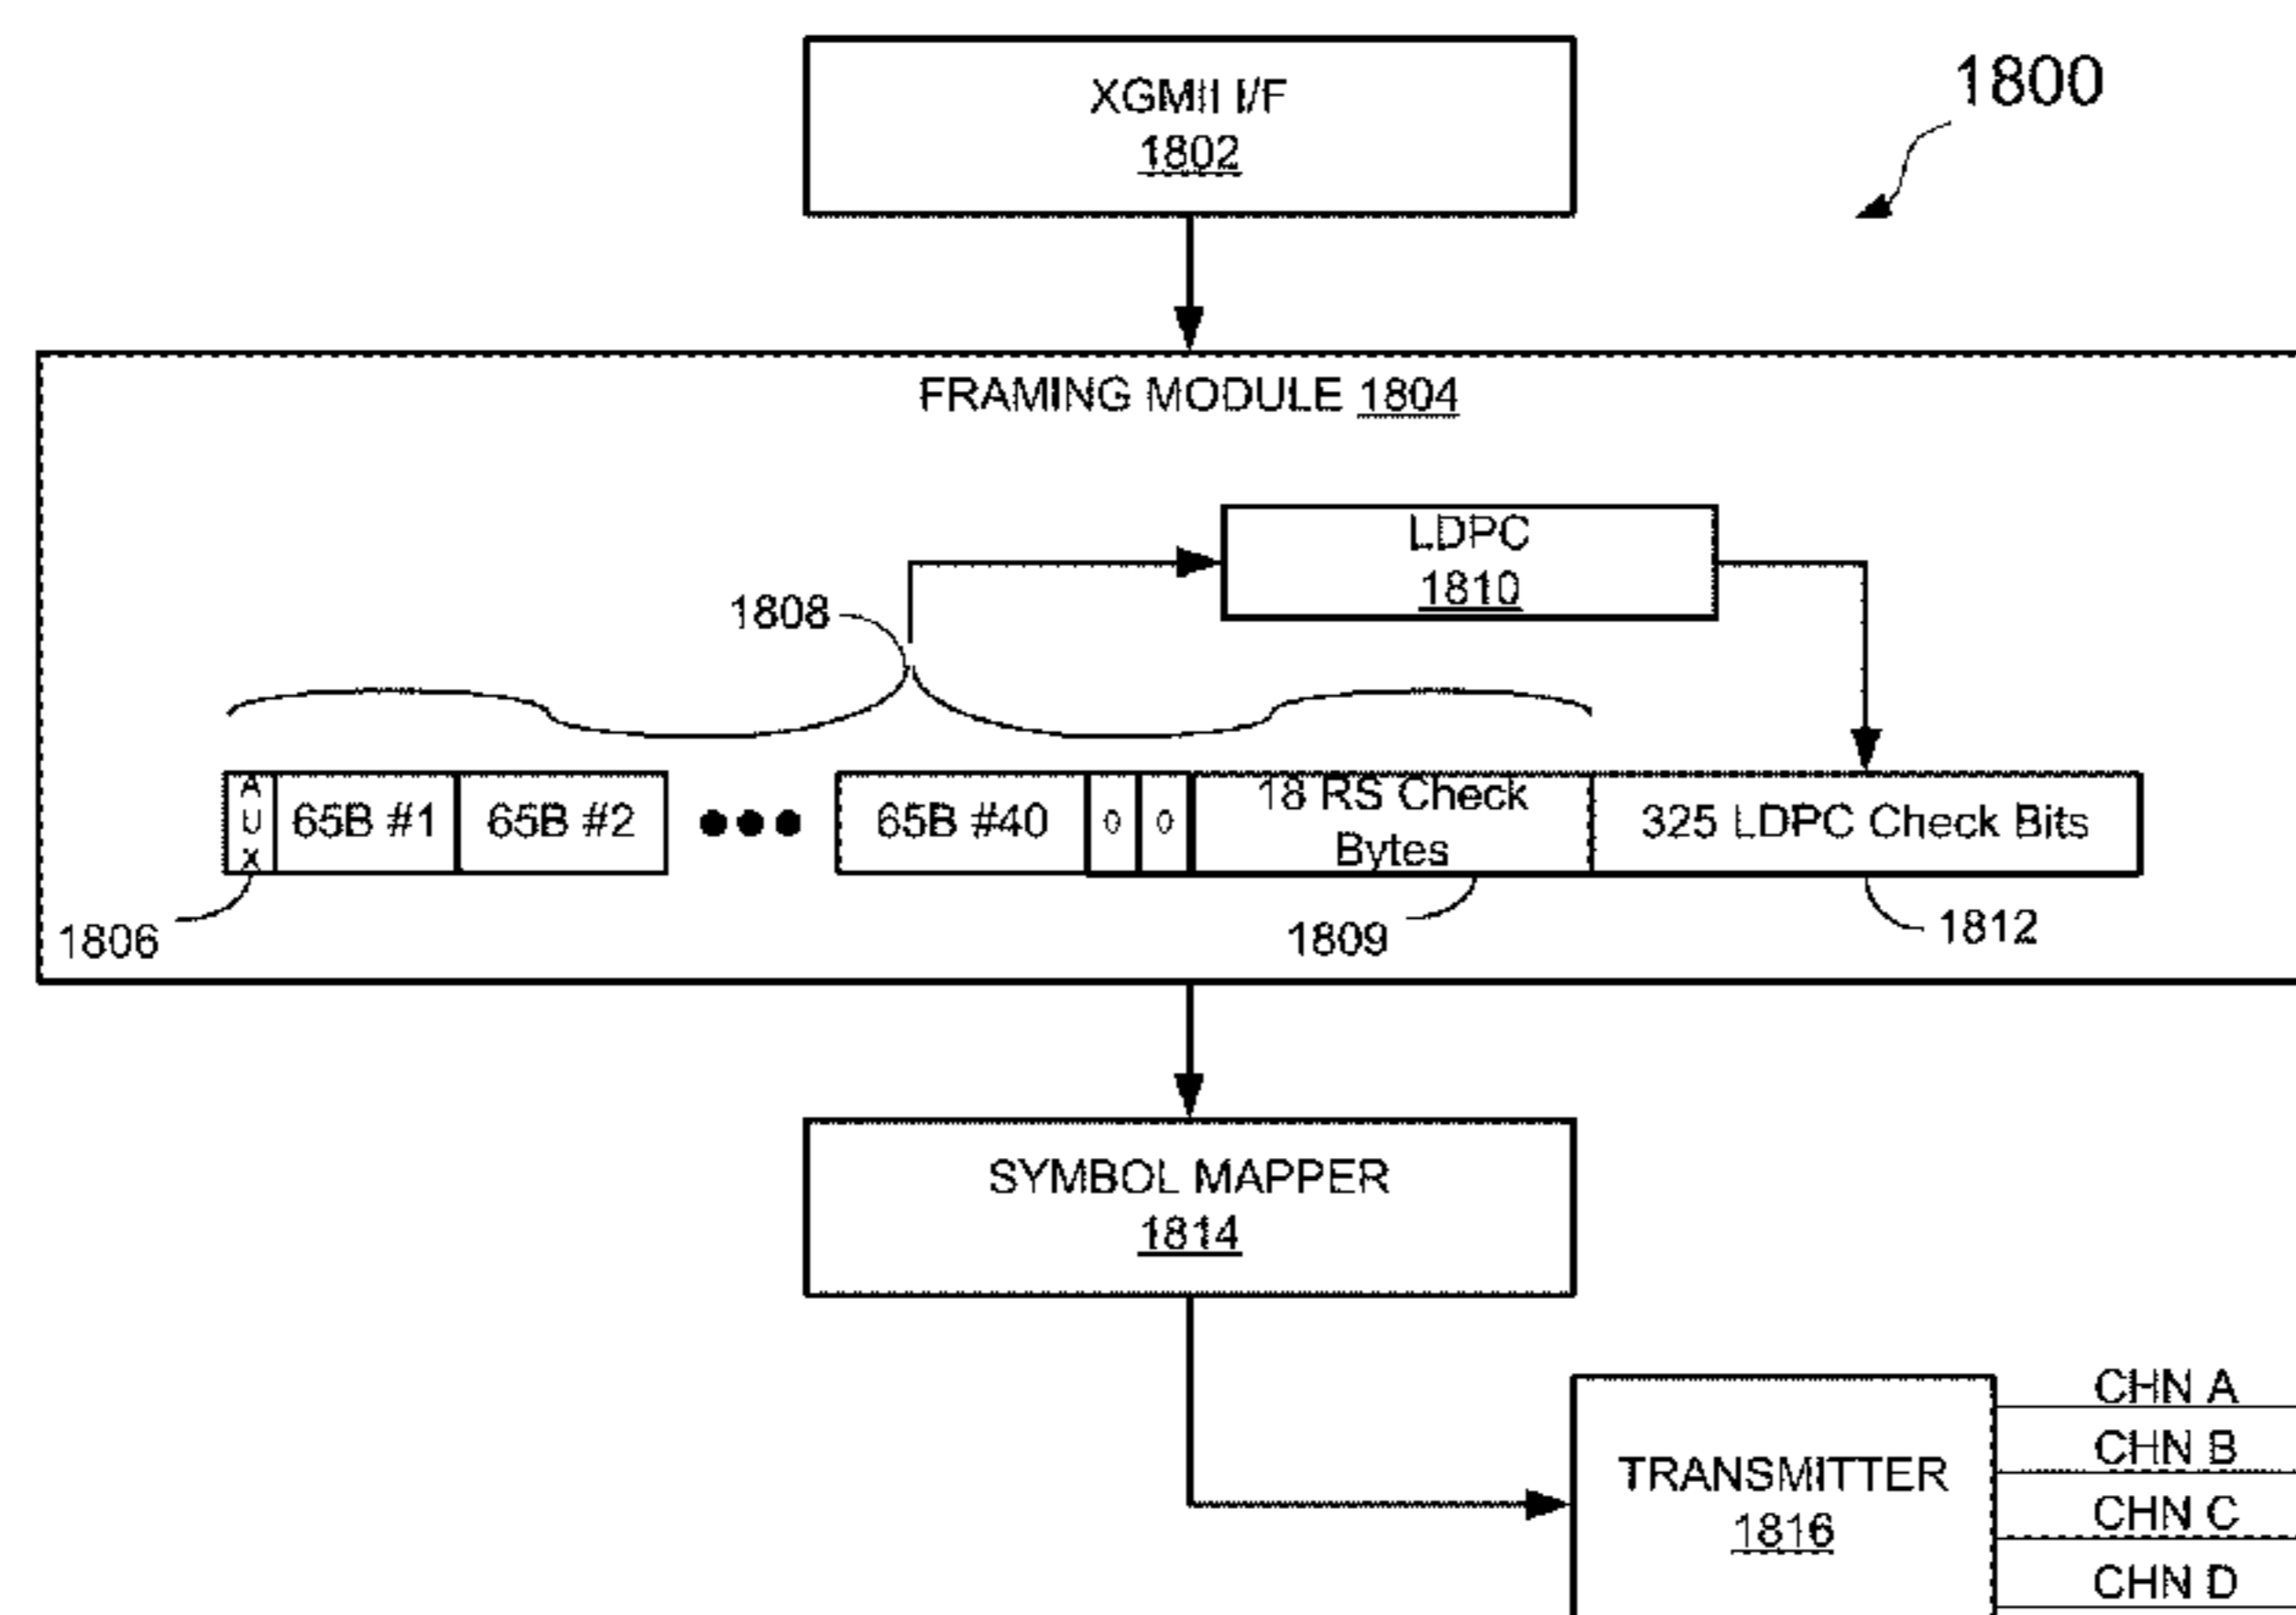 XGMII I/F
1802
1800
FRAMING MODULE 1804
LDPC
1810
1808
AUX
65B #1
65B #2
65B #40
0
0
18 RS Check
Bytes
325 LDPC Check Bits
1806
1809
1812
SYMBOL MAPPER
1814
TRANSMITTER
1816
CHN A
CHN B
CHN C
CHN D